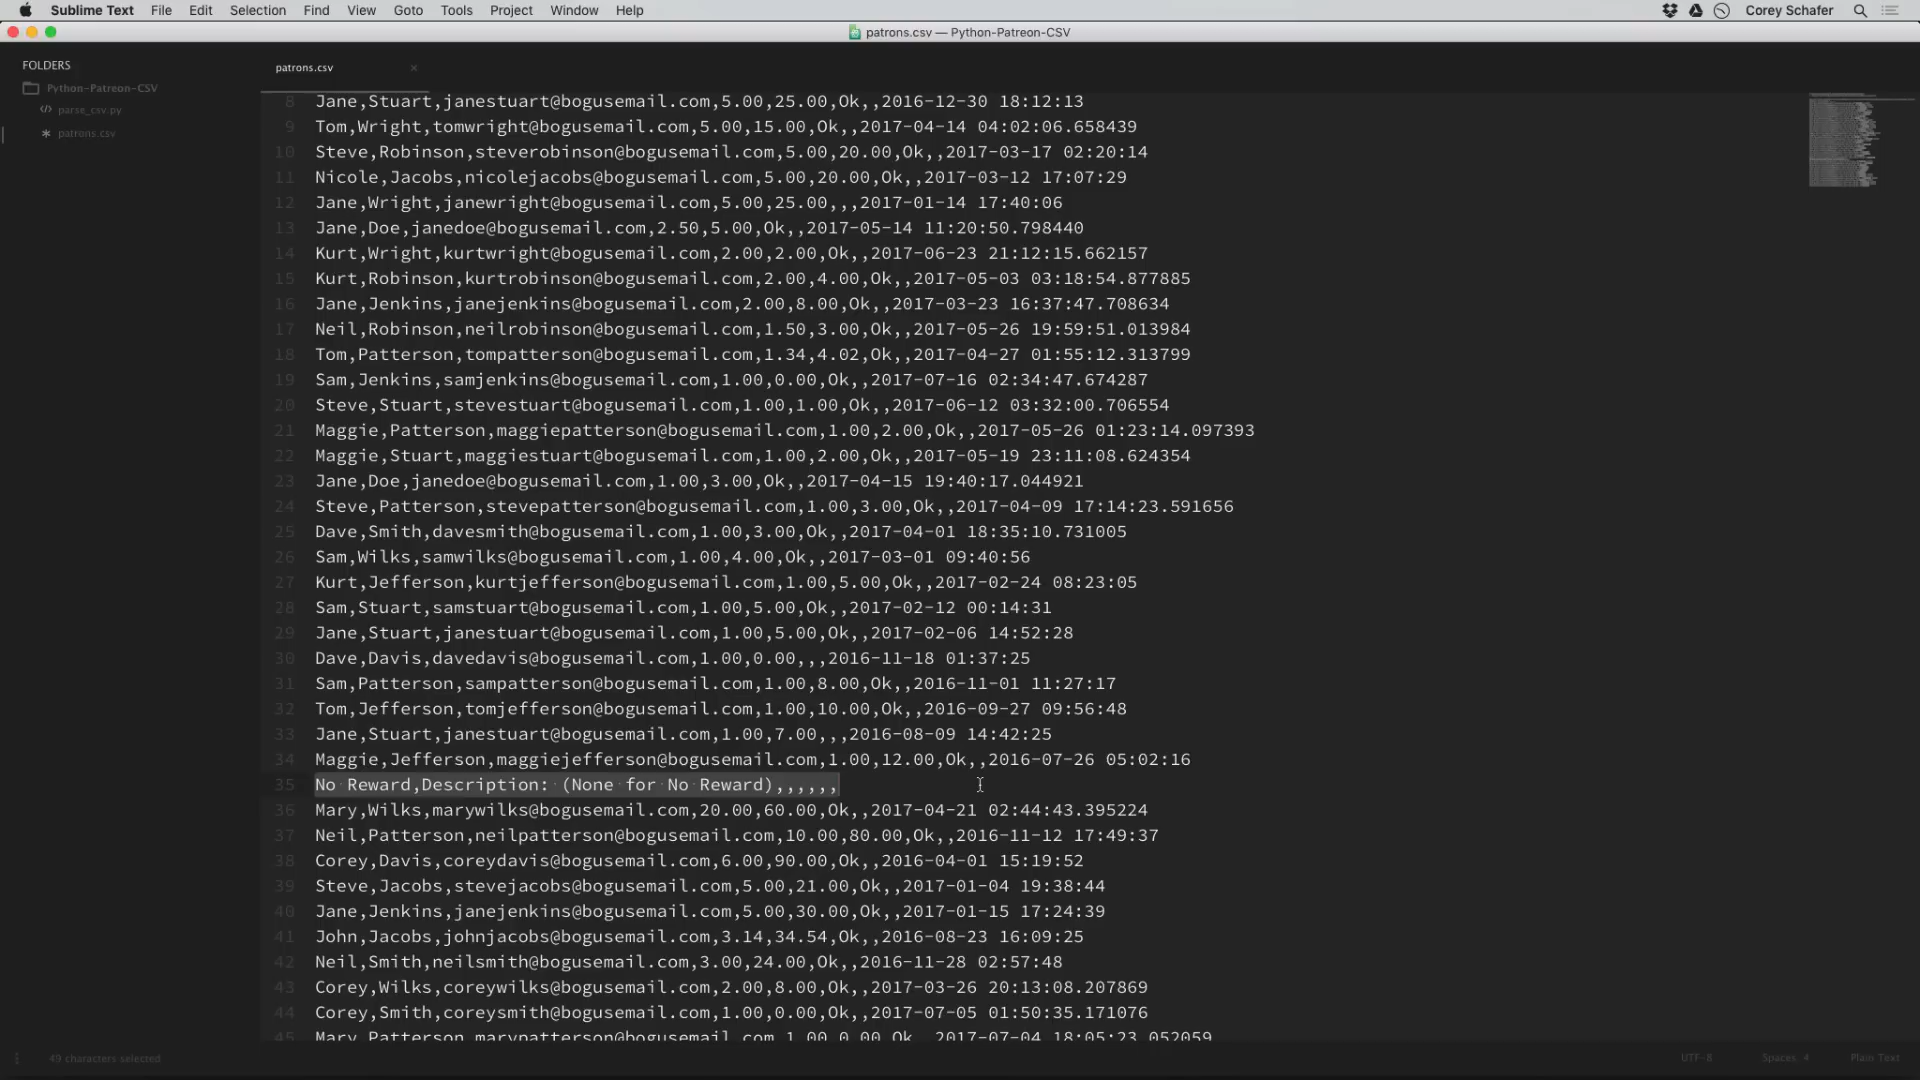 Sublime Text File Edit Selection Find View Goto Tools Project Window Help Corey Schafer
patrons.csv — Python-Patreon-CSV
FOLDERS
Python-Patreon-CSV
parse_csv.py
patrons.csv
patrons.csv
8 Jane,Stuart,janestuart@bogusemail.com,5.00,25.00,Ok,,2016-12-30 18:12:13
9 Tom,Wright,tomwright@bogusemail.com,5.00,15.00,Ok,,2017-04-14 04:02:06.658439
10 Steve,Robinson,steverobinson@bogusemail.com,5.00,20.00,Ok,,2017-03-17 02:20:14
11 Nicole,Jacobs,nicolejacobs@bogusemail.com,5.00,20.00,Ok,,2017-03-12 17:07:29
12 Jane,Wright,janewright@bogusemail.com,5.00,25.00,,,2017-01-14 17:40:06
13 Jane,Doe,janedoe@bogusemail.com,2.50,5.00,Ok,,2017-05-14 11:20:50.798440
14 Kurt,Wright,kurtwright@bogusemail.com,2.00,2.00,Ok,,2017-06-23 21:12:15.662157
15 Kurt,Robinson,kurtrobinson@bogusemail.com,2.00,4.00,Ok,,2017-05-03 03:18:54.877885
16 Jane,Jenkins,janejenkins@bogusemail.com,2.00,8.00,Ok,,2017-03-23 16:37:47.708634
17 Neil,Robinson,neilrobinson@bogusemail.com,1.50,3.00,Ok,,2017-05-26 19:59:51.013984
18 Tom,Patterson,tompatterson@bogusemail.com,1.34,4.02,Ok,,2017-04-27 01:55:12.313799
19 Sam,Jenkins,samjenkins@bogusemail.com,1.00,0.00,Ok,,2017-07-16 02:34:47.674287
20 Steve,Stuart,stevestuart@bogusemail.com,1.00,1.00,Ok,,2017-06-12 03:32:00.706554
21 Maggie,Patterson,maggiepatterson@bogusemail.com,1.00,2.00,Ok,,2017-05-26 01:23:14.097393
22 Maggie,Stuart,maggiestuart@bogusemail.com,1.00,2.00,Ok,,2017-05-19 23:11:08.624354
23 Jane,Doe,janedoe@bogusemail.com,1.00,3.00,Ok,,2017-04-15 19:40:17.044921
24 Steve,Patterson,stevepatterson@bogusemail.com,1.00,3.00,Ok,,2017-04-09 17:14:23.591656
25 Dave,Smith,davesmith@bogusemail.com,1.00,3.00,Ok,,2017-04-01 18:35:10.731005
26 Sam,Wilks,samwilks@bogusemail.com,1.00,4.00,Ok,,2017-03-01 09:40:56
27 Kurt,Jefferson,kurtjefferson@bogusemail.com,1.00,5.00,Ok,,2017-02-24 08:23:05
28 Sam,Stuart,samstuart@bogusemail.com,1.00,5.00,Ok,,2017-02-12 00:14:31
29 Jane,Stuart,janestuart@bogusemail.com,1.00,5.00,Ok,,2017-02-06 14:52:28
30 Dave,Davis,davedavis@bogusemail.com,1.00,0.00,,,2016-11-18 01:37:25
31 Sam,Patterson,sampatterson@bogusemail.com,1.00,8.00,Ok,,2016-11-01 11:27:17
32 Tom,Jefferson,tomjefferson@bogusemail.com,1.00,10.00,Ok,,2016-09-27 09:56:48
33 Jane,Stuart,janestuart@bogusemail.com,1.00,7.00,,,2016-08-09 14:42:25
34 Maggie,Jefferson,maggiejefferson@bogusemail.com,1.00,12.00,Ok,,2016-07-26 05:02:16
35 No Reward,Description: (None for No Reward),,,,,,
36 Mary,Wilks,marywilks@bogusemail.com,20.00,60.00,Ok,,2017-04-21 02:44:43.395224
37 Neil,Patterson,neilpatterson@bogusemail.com,10.00,80.00,Ok,,2016-11-12 17:49:37
38 Corey,Davis,coreydavis@bogusemail.com,6.00,90.00,Ok,,2016-04-01 15:19:52
39 Steve,Jacobs,stevejacobs@bogusemail.com,5.00,21.00,Ok,,2017-01-04 19:38:44
40 Jane,Jenkins,janejenkins@bogusemail.com,5.00,30.00,Ok,,2017-01-15 17:24:39
41 John,Jacobs,johnjacobs@bogusemail.com,3.14,34.54,Ok,,2016-08-23 16:09:25
42 Neil,Smith,neilsmith@bogusemail.com,3.00,24.00,Ok,,2016-11-28 02:57:48
43 Corey,Wilks,coreywilks@bogusemail.com,2.00,8.00,Ok,,2017-03-26 20:13:08.207869
44 Corey,Smith,coreysmith@bogusemail.com,1.00,0.00,Ok,,2017-07-05 01:50:35.171076
45 Mary,Patterson,marypatterson@bogusemail.com,1.00,0.00,Ok,,2017-07-04 18:05:23.052059
49 characters selected UTF-8 Spaces 4 Plain Text